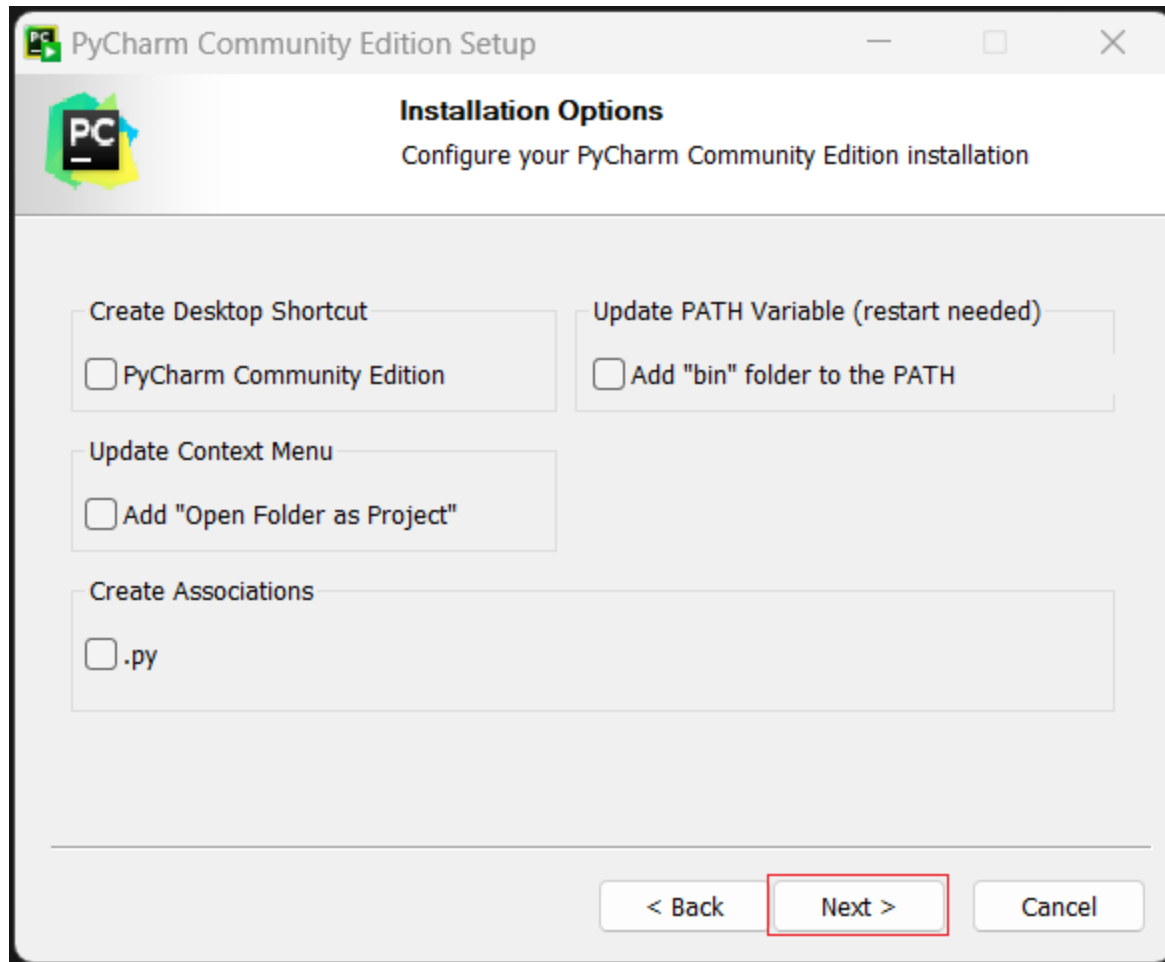 PyCharm Community Edition Setup
PC
Installation Options
Configure your PyCharm Community Edition installation
Create Desktop Shortcut
PyCharm Community Edition
Update PATH Variable (restart needed)
Add "bin" folder to the PATH
Update Context Menu
Add "Open Folder as Project"
Create Associations
.py
< Back
Next >
Cancel